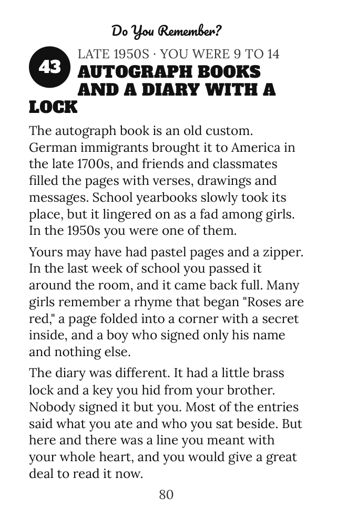 Do You Remember?
LATE 1950S · YOU WERE 9 TO 14
43
AUTOGRAPH BOOKS
AND A DIARY WITH A
LOCK
The autograph book is an old custom.
German immigrants brought it to America in
the late 1700s, and friends and classmates
filled the pages with verses, drawings and
messages. School yearbooks slowly took its
place, but it lingered on as a fad among girls.
In the 1950s you were one of them.
Yours may have had pastel pages and a zipper.
In the last week of school you passed it
around the room, and it came back full. Many
girls remember a rhyme that began "Roses are
red," a page folded into a corner with a secret
inside, and a boy who signed only his name
and nothing else.
The diary was different. It had a little brass
lock and a key you hid from your brother.
Nobody signed it but you. Most of the entries
said what you ate and who you sat beside. But
here and there was a line you meant with
your whole heart, and you would give a great
deal to read it now.
80